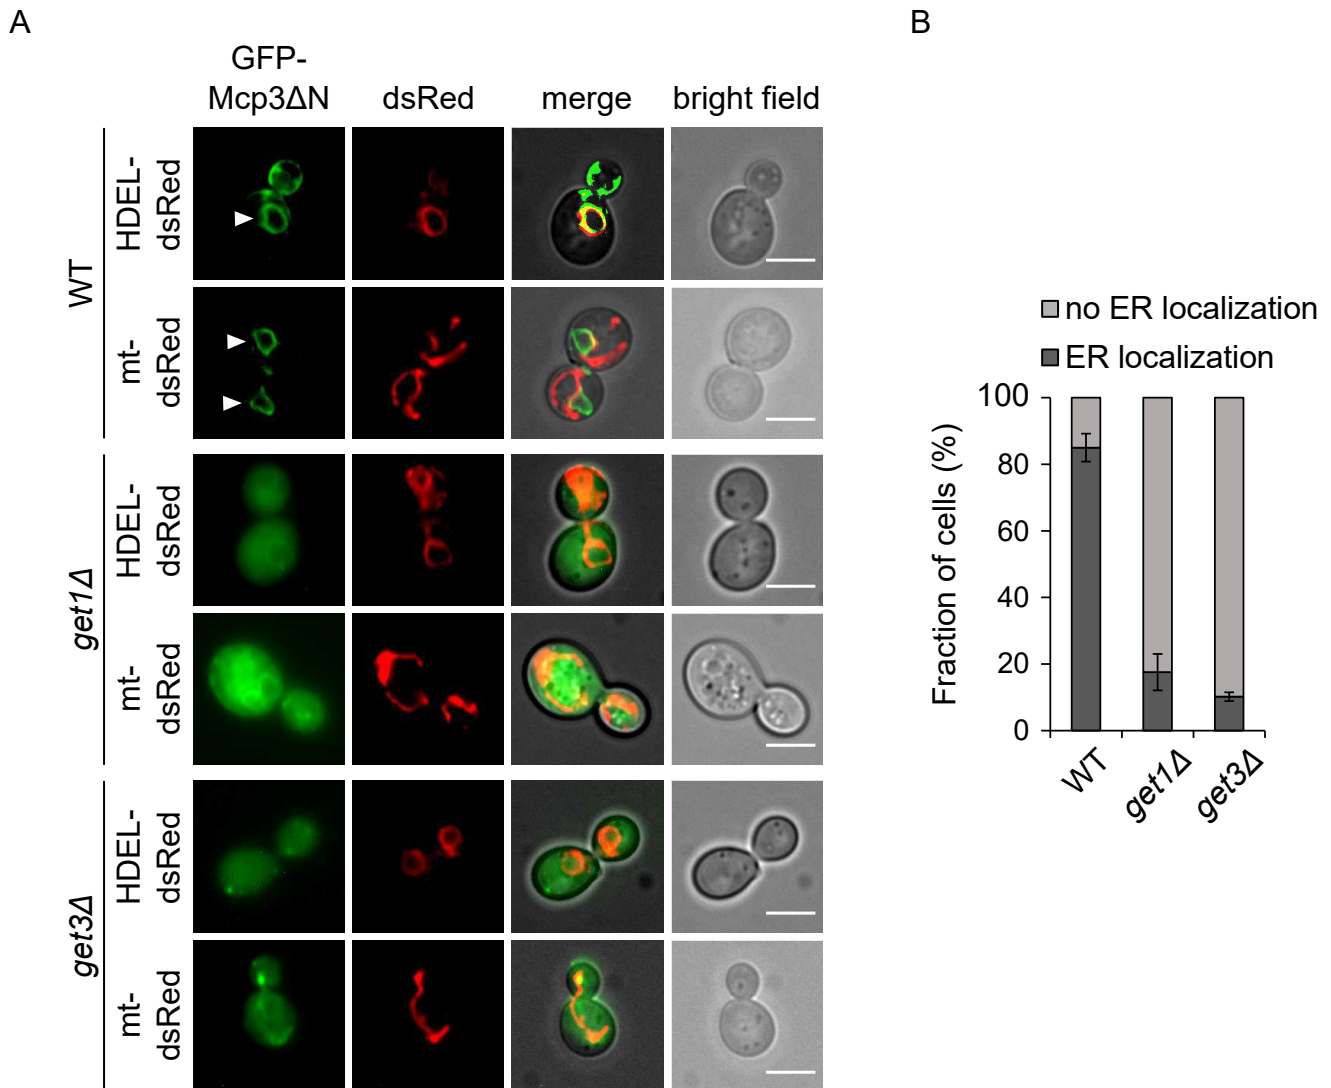 A
B
GFP-
Mcp3ΔN
dsRed
merge
bright field
WT
HDEL-
dsRed
mt-
dsRed
get1Δ
HDEL-
dsRed
mt-
dsRed
get3Δ
HDEL-
dsRed
mt-
dsRed
no ER localization
ER localization
Fraction of cells (%)
100
80
60
40
20
0
WT
get1Δ
get3Δ